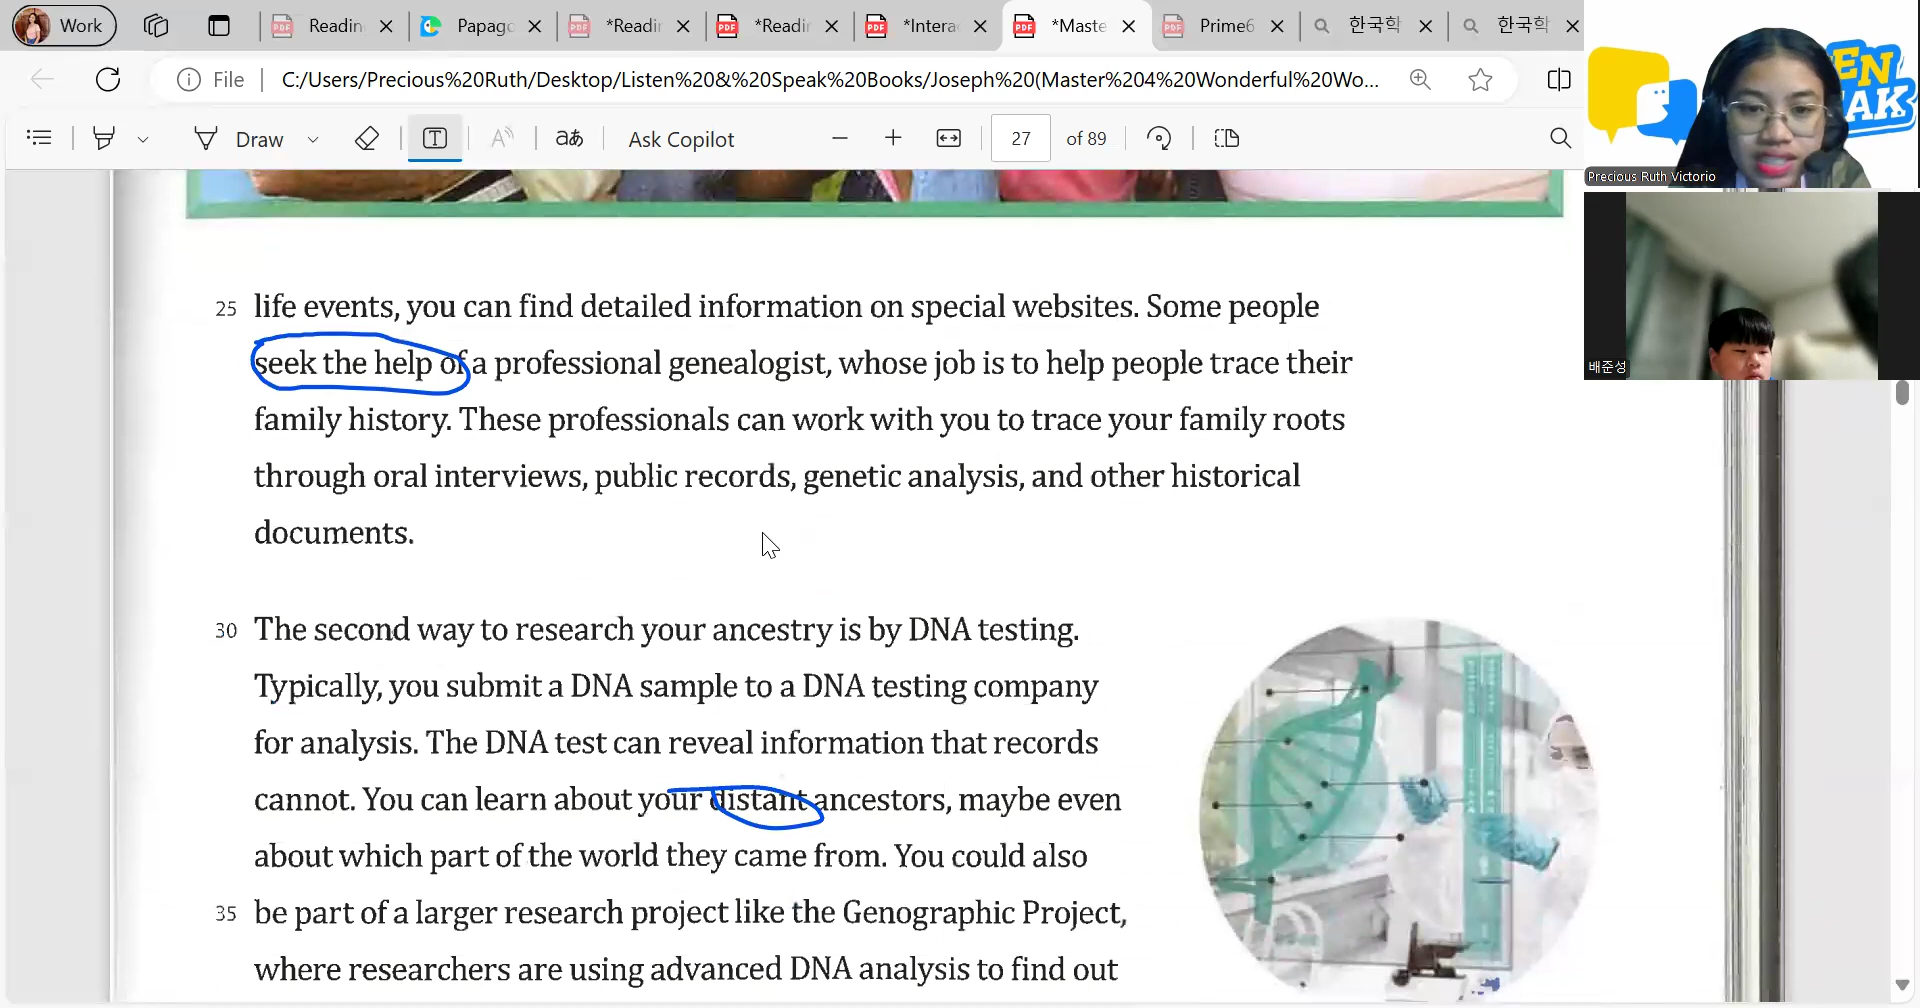 Work
Readin
Papago
*Readir
*Readir
*Intera
*Maste
Prime6
한국학
한국학
File
C:/Users/Precious%20Ruth/Desktop/Listen%20&%20Speak%20Books/Joseph%20(Master%204%20Wonderful%20Wo...
Draw
aあ
Ask Copilot
27
of 89
EN
AK
Precious Ruth Victorio
배준성
25 life events, you can find detailed information on special websites. Some people
seek the help of a professional genealogist, whose job is to help people trace their
family history. These professionals can work with you to trace your family roots
through oral interviews, public records, genetic analysis, and other historical
documents.
30 The second way to research your ancestry is by DNA testing.
Typically, you submit a DNA sample to a DNA testing company
for analysis. The DNA test can reveal information that records
cannot. You can learn about your distant ancestors, maybe even
about which part of the world they came from. You could also
35 be part of a larger research project like the Genographic Project,
where researchers are using advanced DNA analysis to find out